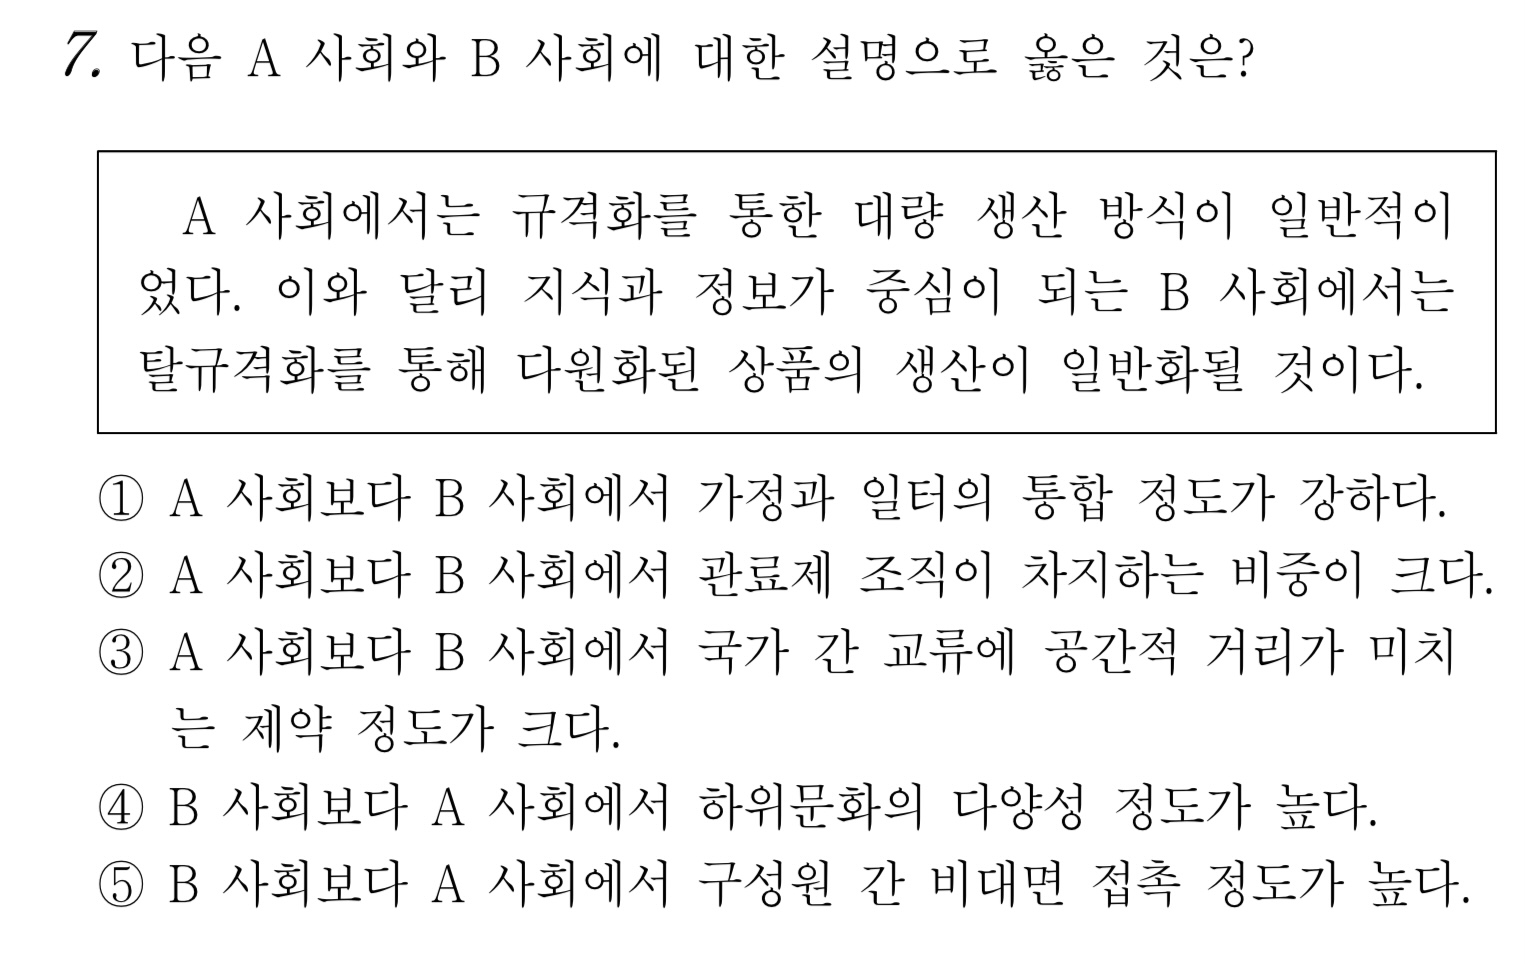 7. 다음 A 사회와 B 사회에 대한 설명으로 옳은 것은?
A 사회에서는 규격화를 통한 대량 생산 방식이 일반적이
었다. 이와 달리 지식과 정보가 중심이 되는 B 사회에서는
탈규격화를 통해 다원화된 상품의 생산이 일반화될 것이다.
① A 사회보다 B 사회에서 가정과 일터의 통합 정도가 강하다.
② A 사회보다 B 사회에서 관료제 조직이 차지하는 비중이 크다.
③ A 사회보다 B 사회에서 국가 간 교류에 공간적 거리가 미치
는 제약 정도가 크다.
④ B 사회보다 A 사회에서 하위문화의 다양성 정도가 높다.
⑤ B 사회보다 A 사회에서 구성원 간 비대면 접촉 정도가 높다.